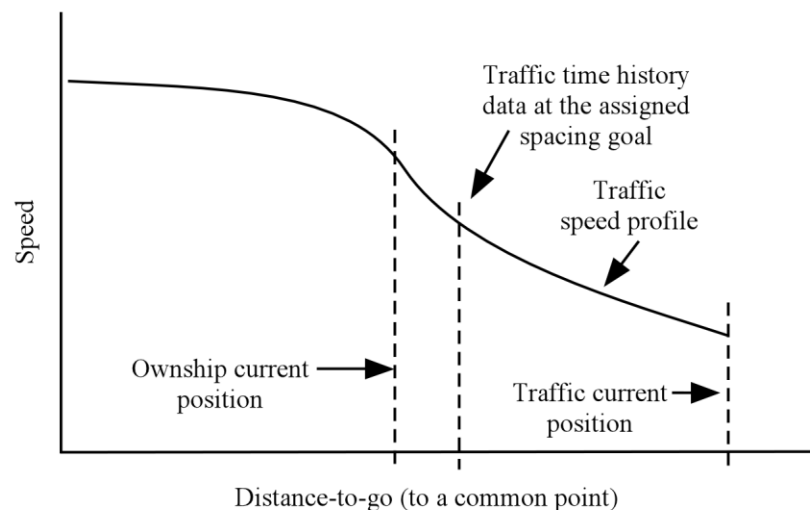 Traffic time history
data at the assigned
spacing goal
Traffic
speed profile
Speed
Ownship current
position
Traffic current
position
Distance-to-go (to a common point)